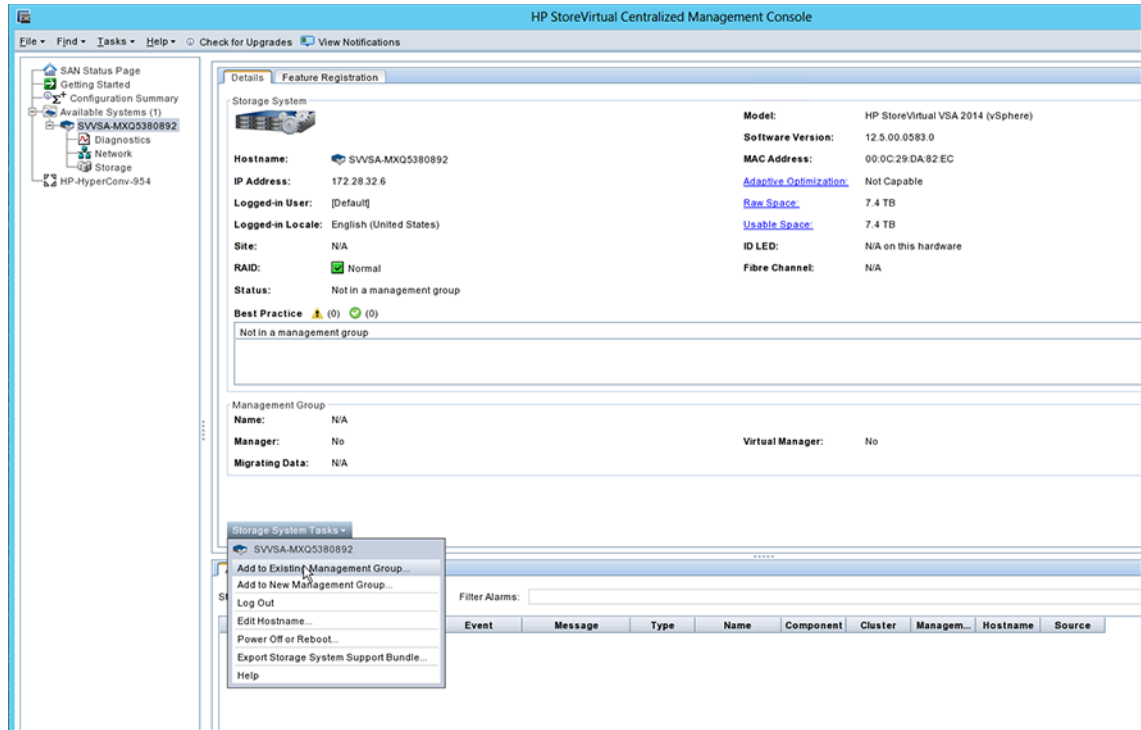 HP StoreVirtual Centralized Management Console
File Find Tasks Help Check for Upgrades View Notifications
SAN Status Page
Getting Started
Configuration Summary
Available Systems (1)
SVVSA-MXQ5380892
Diagnostics
Network
Storage
HP-HyperConv-954
Details Feature Registration
Storage System
Model: HP StoreVirtual VSA 2014 (vSphere)
Software Version: 12.5.00.0583.0
Hostname: SVVSA-MXQ5380892 MAC Address: 00:0C:29:DA:82:EC
IP Address: 172.28.32.6 Adaptive Optimization: Not Capable
Logged-in User: [Default] Raw Space: 7.4 TB
Logged-in Locale: English (United States) Usable Space: 7.4 TB
Site: N/A ID LED: N/A on this hardware
RAID: Normal Fibre Channel: N/A
Status: Not in a management group
Best Practice (0) (0)
Not in a management group
Management Group
Name: N/A
Manager: No Virtual Manager: No
Migrating Data: N/A
Storage System Tasks
SVVSA-MXQ5380892
Add to Existing Management Group...
Add to New Management Group...
Log Out
Edit Hostname...
Power Off or Reboot...
Export Storage System Support Bundle...
Help
Filter Alarms:
Event Message Type Name Component Cluster Managem... Hostname Source